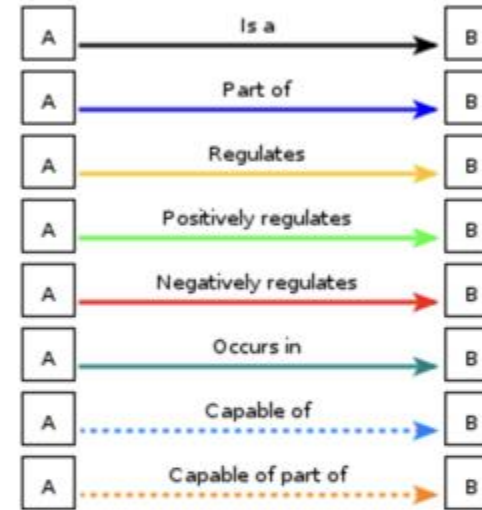 A Is a B
A Part of B
A Regulates B
A Positively regulates B
A Negatively regulates B
A Occurs in B
A Capable of B
A Capable of part of B